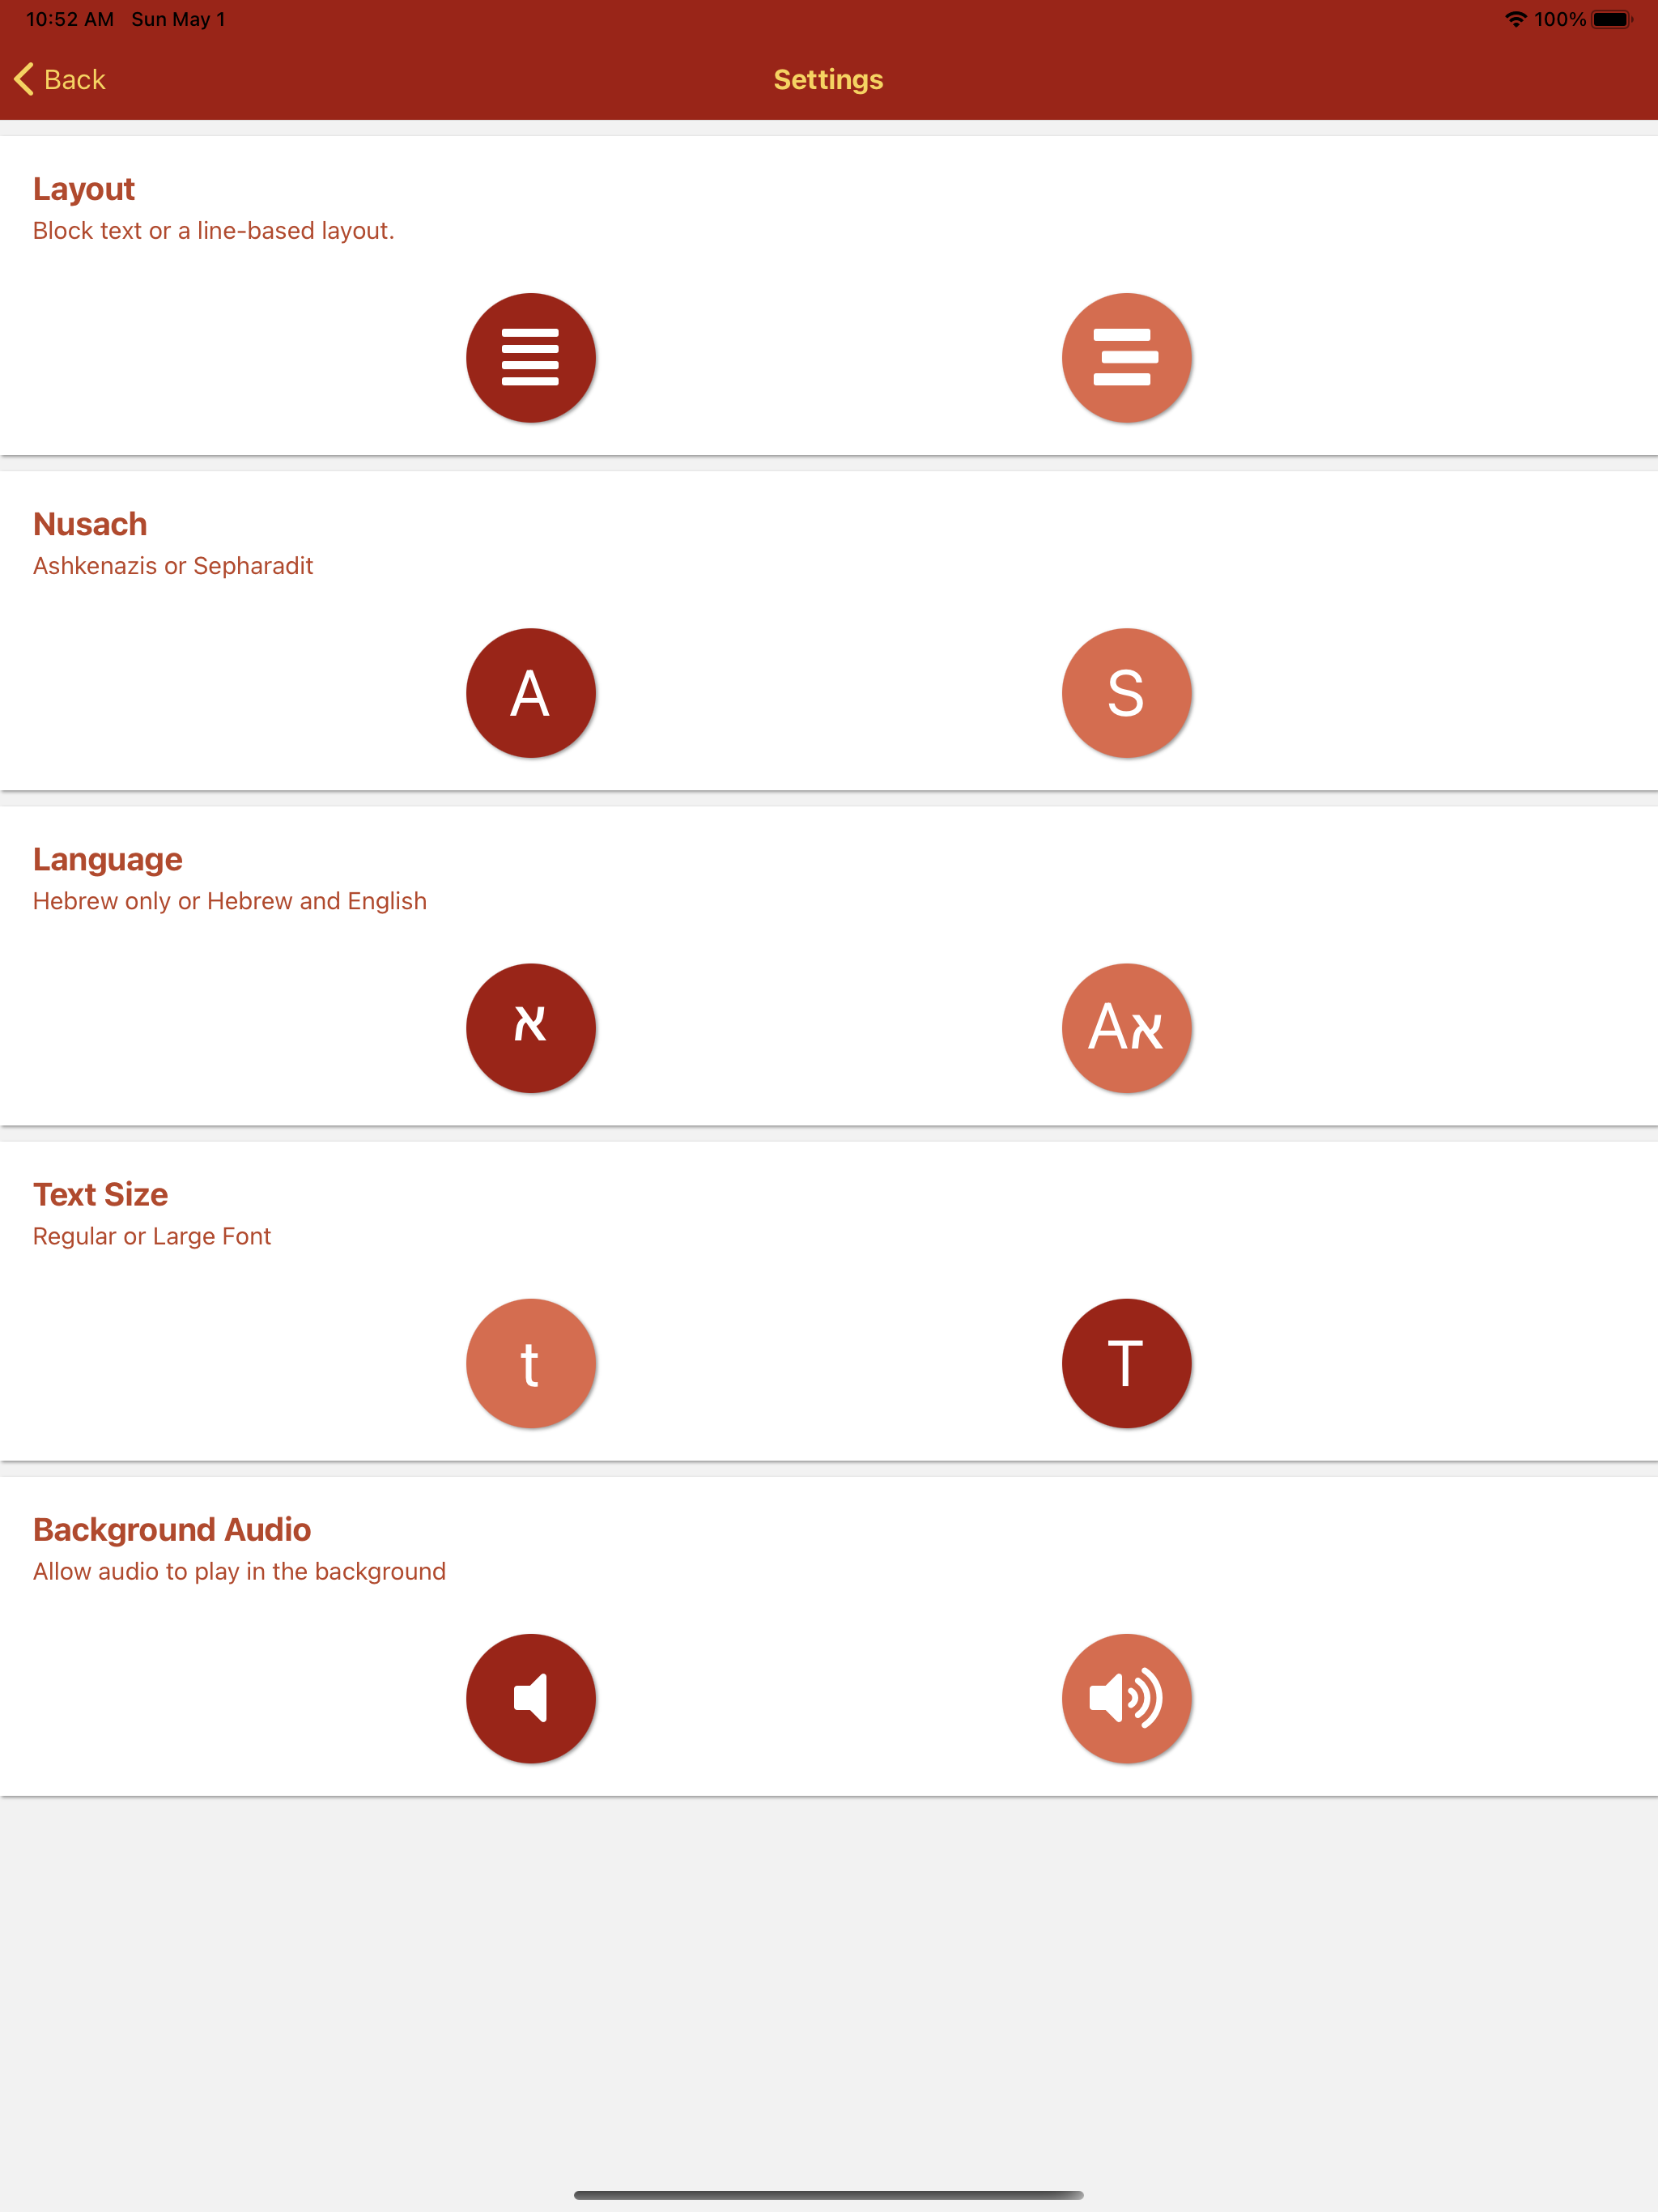 10:52 AM Sun May 1 100%
Back Settings
Layout
Block text or a line-based layout.
Nusach
Ashkenazis or Sepharadit
A S
Language
Hebrew only or Hebrew and English
א Aא
Text Size
Regular or Large Font
t T
Background Audio
Allow audio to play in the background